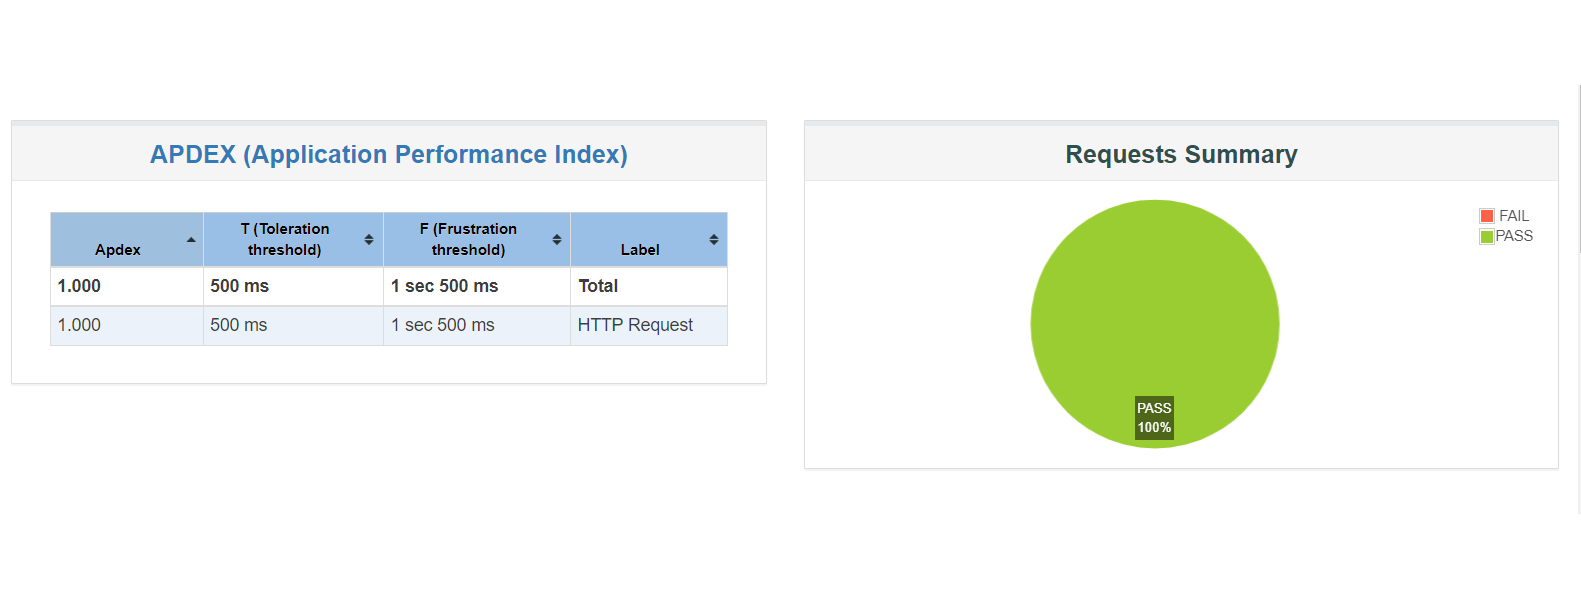 APDEX (Application Performance Index)
Apdex
T (Toleration
threshold)
F (Frustration
threshold)
Label
1.000 500 ms 1 sec 500 ms Total
1.000 500 ms 1 sec 500 ms HTTP Request
Requests Summary
FAIL
PASS
PASS
100%